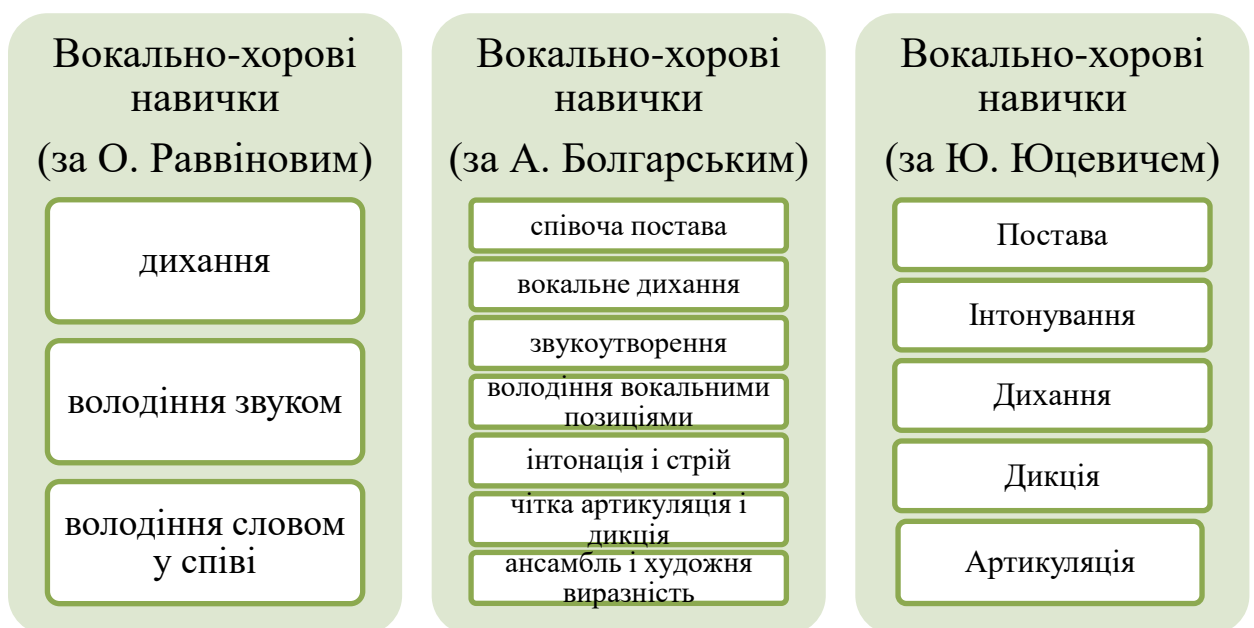 Вокально-хорові
навички
(за О. Раввіновим)
дихання
володіння звуком
володіння словом
у співі
Вокально-хорові
навички
(за А. Болгарським)
співоча постава
вокальне дихання
звукоутворення
володіння вокальними
позиціями
інтонація і стрій
чітка артикуляція і
дикція
ансамбль і художня
виразність
Вокально-хорові
навички
(за Ю. Юцевичем)
Постава
Інтонування
Дихання
Дикція
Артикуляція